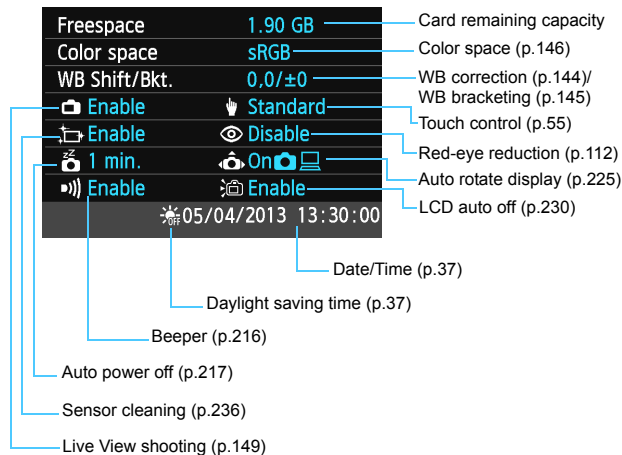 Freespace 1.90 GB
Card remaining capacity
Color space sRGB
Color space (p.146)
WB Shift/Bkt. 0,0/±0
WB correction (p.144)/
WB bracketing (p.145)
Enable Standard
Touch control (p.55)
Enable Disable
Red-eye reduction (p.112)
zz 1 min. On
Auto rotate display (p.225)
Enable Enable
LCD auto off (p.230)
OFF 05/04/2013 13:30:00
Date/Time (p.37)
Daylight saving time (p.37)
Beeper (p.216)
Auto power off (p.217)
Sensor cleaning (p.236)
Live View shooting (p.149)